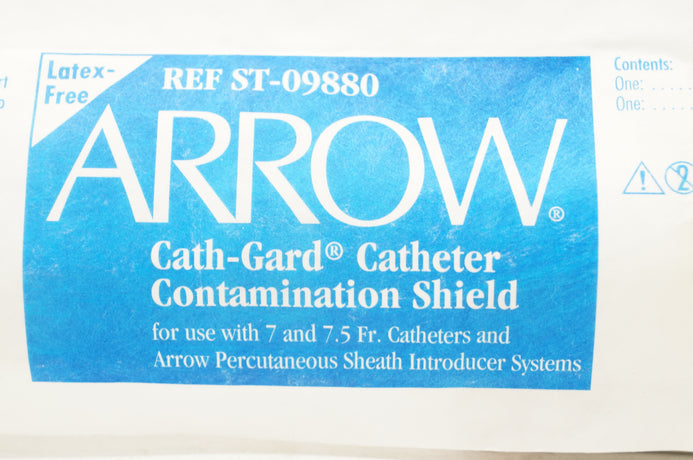 Latex-
Free
REF ST-09880
ARROW®
Cath-Gard® Catheter
Contamination Shield
for use with 7 and 7.5 Fr. Catheters and
Arrow Percutaneous Sheath Introducer Systems
Contents:
One: . . . . .
One: . . . . .
2